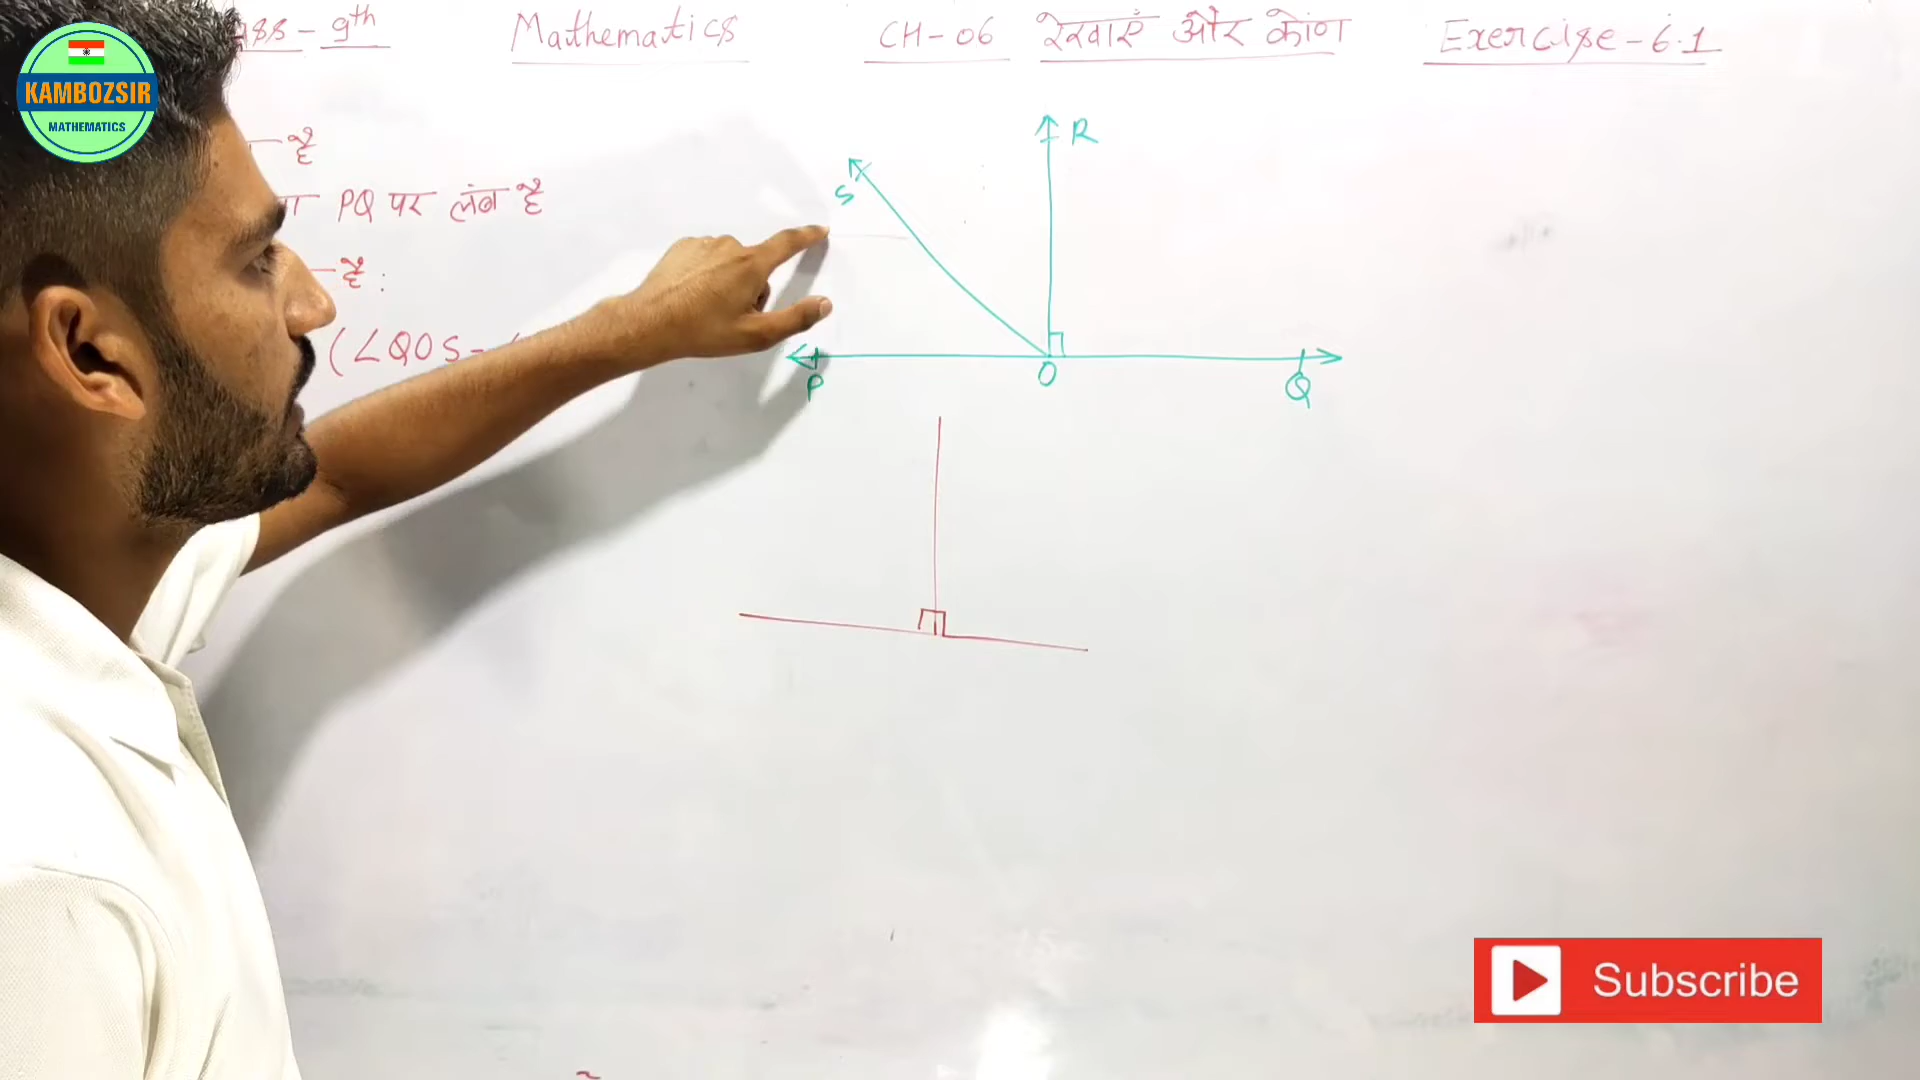 KAMBOZSIR
MATHEMATICS
9th
Mathematics
CH-06 रेखाएँ और कोण
Exercise-6.1
है
PQ पर लंब है
है:
(∠QOS-
R
S
P
O
Q
Subscribe